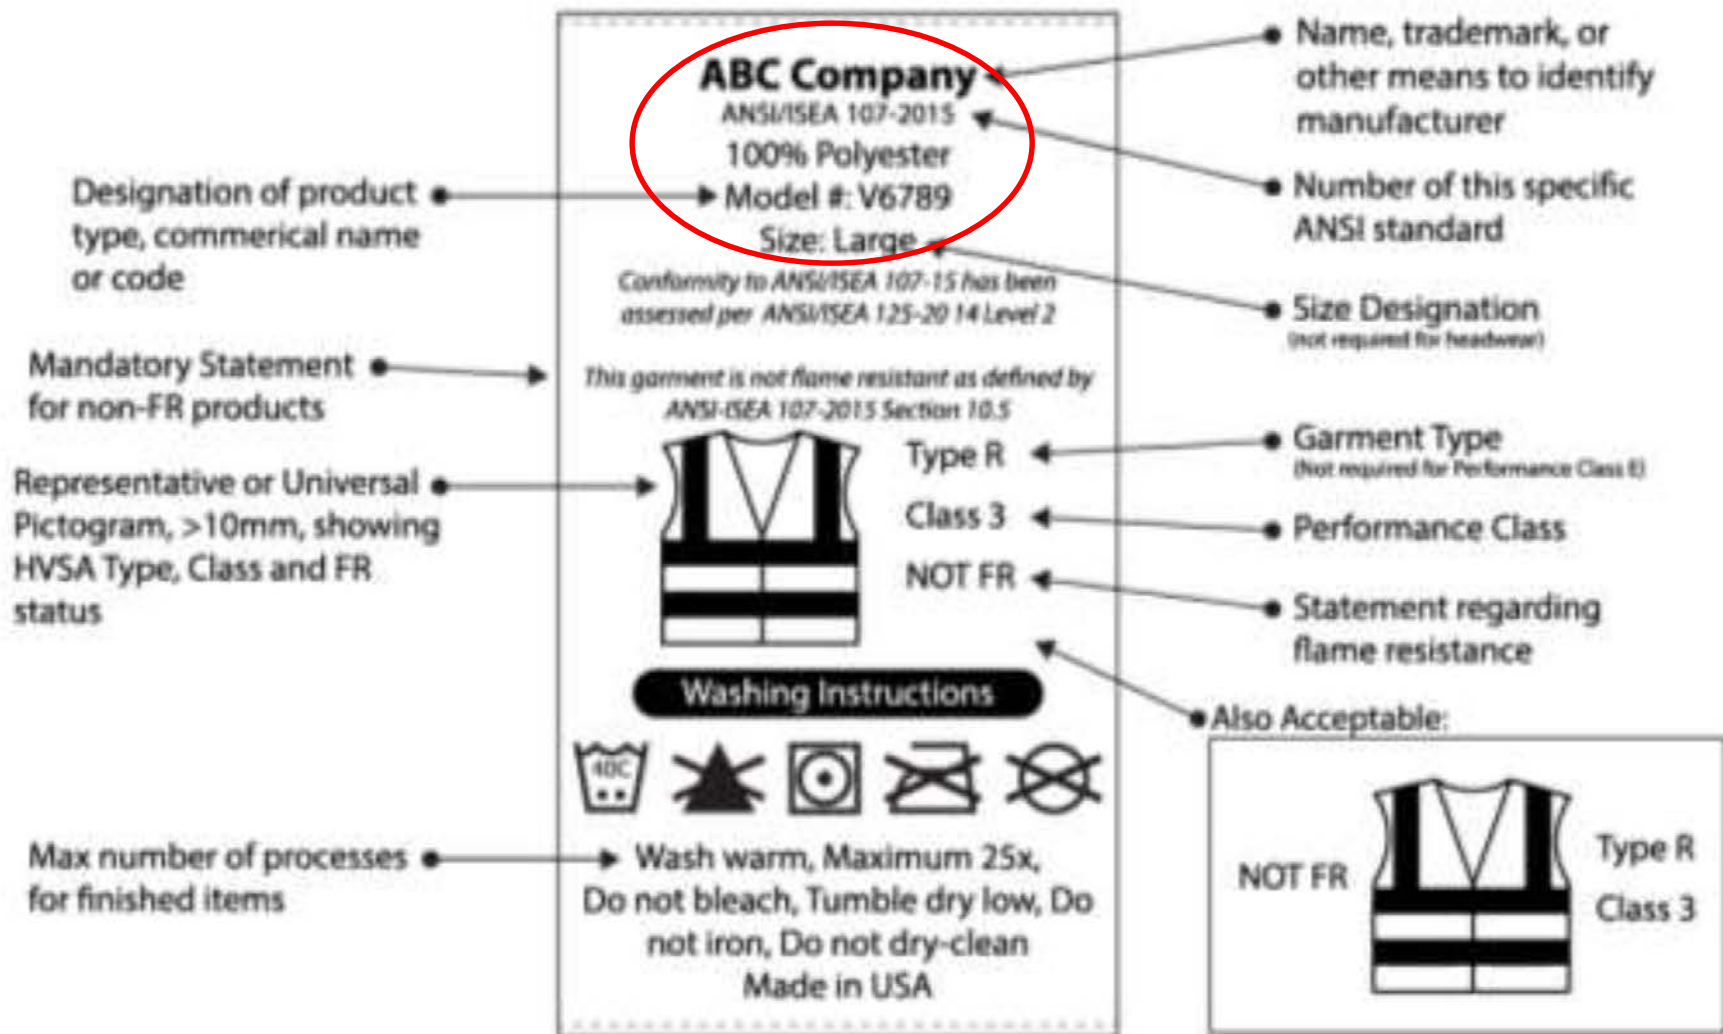 ABC Company
ANSI/ISEA 107-2015
100% Polyester
Model #: V6789
Size: Large
Conformity to ANSI/ISEA 107-15 has been
assessed per ANSI/ISEA 125-20 14 Level 2
This garment is not flame resistant as defined by
ANSI-ISEA 107-2015 Section 10.5
Type R
Class 3
NOT FR
Washing Instructions
40C
Wash warm, Maximum 25x,
Do not bleach, Tumble dry low, Do
not iron, Do not dry-clean
Made in USA
Designation of product
type, commerical name
or code
Mandatory Statement
for non-FR products
Representative or Universal
Pictogram, >10mm, showing
HVSA Type, Class and FR
status
Max number of processes
for finished items
Name, trademark, or
other means to identify
manufacturer
Number of this specific
ANSI standard
Size Designation
(not required for headwear)
Garment Type
(Not required for Performance Class E)
Performance Class
Statement regarding
flame resistance
Also Acceptable:
NOT FR
Type R
Class 3